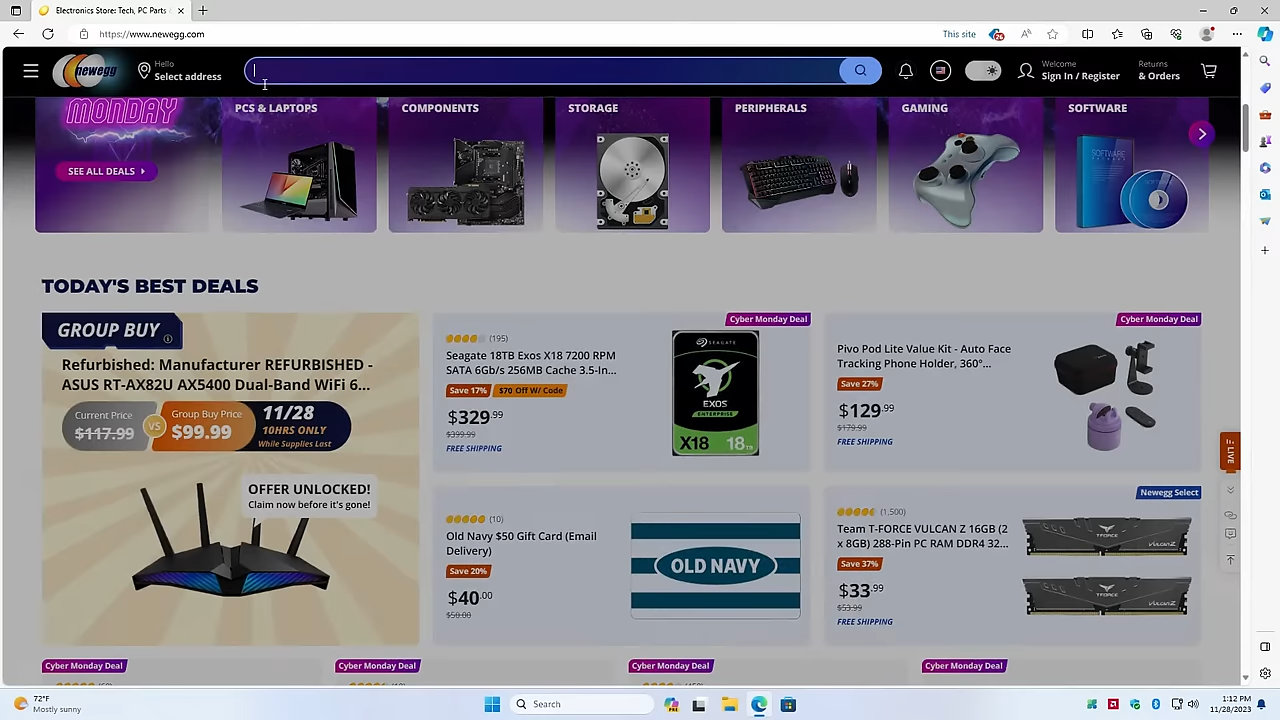 Electronics Store: Tech, PC Parts
https://www.newegg.com
This site
newegg
Hello
Select address
Welcome
Sign In / Register
Returns
& Orders
MONDAY
SEE ALL DEALS
PCS & LAPTOPS
COMPONENTS
STORAGE
PERIPHERALS
GAMING
SOFTWARE
TODAY'S BEST DEALS
GROUP BUY
Refurbished: Manufacturer REFURBISHED -
ASUS RT-AX82U AX5400 Dual-Band WiFi 6...
Current Price
$117.99
VS
Group Buy Price
$99.99
11/28
10HRS ONLY
While Supplies Last
OFFER UNLOCKED!
Claim now before it's gone!
Cyber Monday Deal
(195)
Seagate 18TB Exos X18 7200 RPM
SATA 6Gb/s 256MB Cache 3.5-In...
Save 17%
$70 Off W/ Code
$329.99
$399.99
FREE SHIPPING
SEAGATE
EXOS
ENTERPRISE
X18 18TB
Cyber Monday Deal
Pivo Pod Lite Value Kit - Auto Face
Tracking Phone Holder, 360°...
Save 27%
$129.99
$179.99
FREE SHIPPING
LIVE
(10)
Old Navy $50 Gift Card (Email
Delivery)
Save 20%
$40.00
$50.00
OLD NAVY
Newegg Select
(1,500)
Team T-FORCE VULCAN Z 16GB (2
x 8GB) 288-Pin PC RAM DDR4 32...
Save 37%
$33.99
$53.99
FREE SHIPPING
T-FORCE
VULCANZ
T-FORCE
VULCANZ
Cyber Monday Deal
Cyber Monday Deal
Cyber Monday Deal
Cyber Monday Deal
72°F
Mostly sunny
Search
1:12 PM
11/28/2023